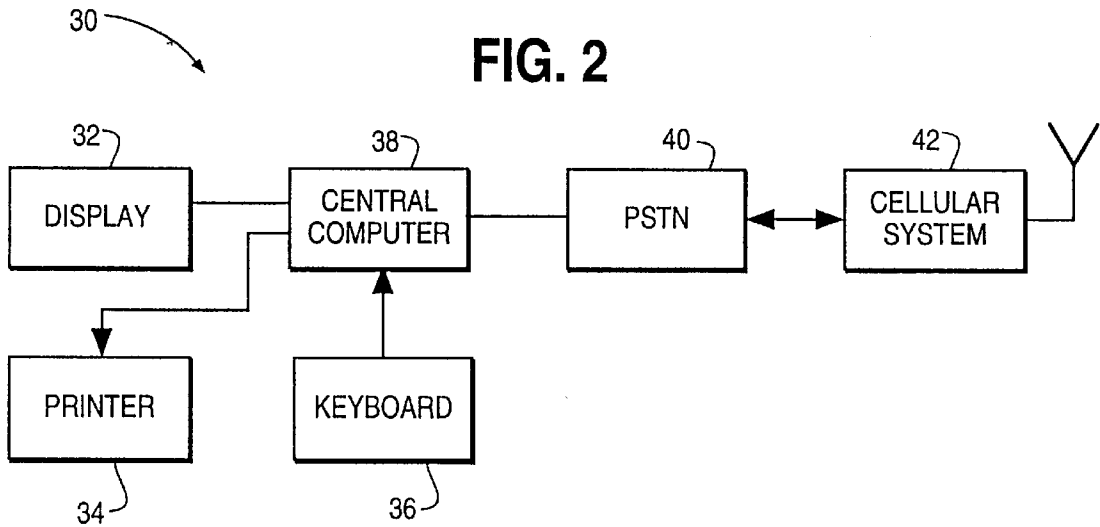 30
FIG. 2
32
38
40
42
DISPLAY
CENTRAL
COMPUTER
PSTN
CELLULAR
SYSTEM
PRINTER
KEYBOARD
34
36